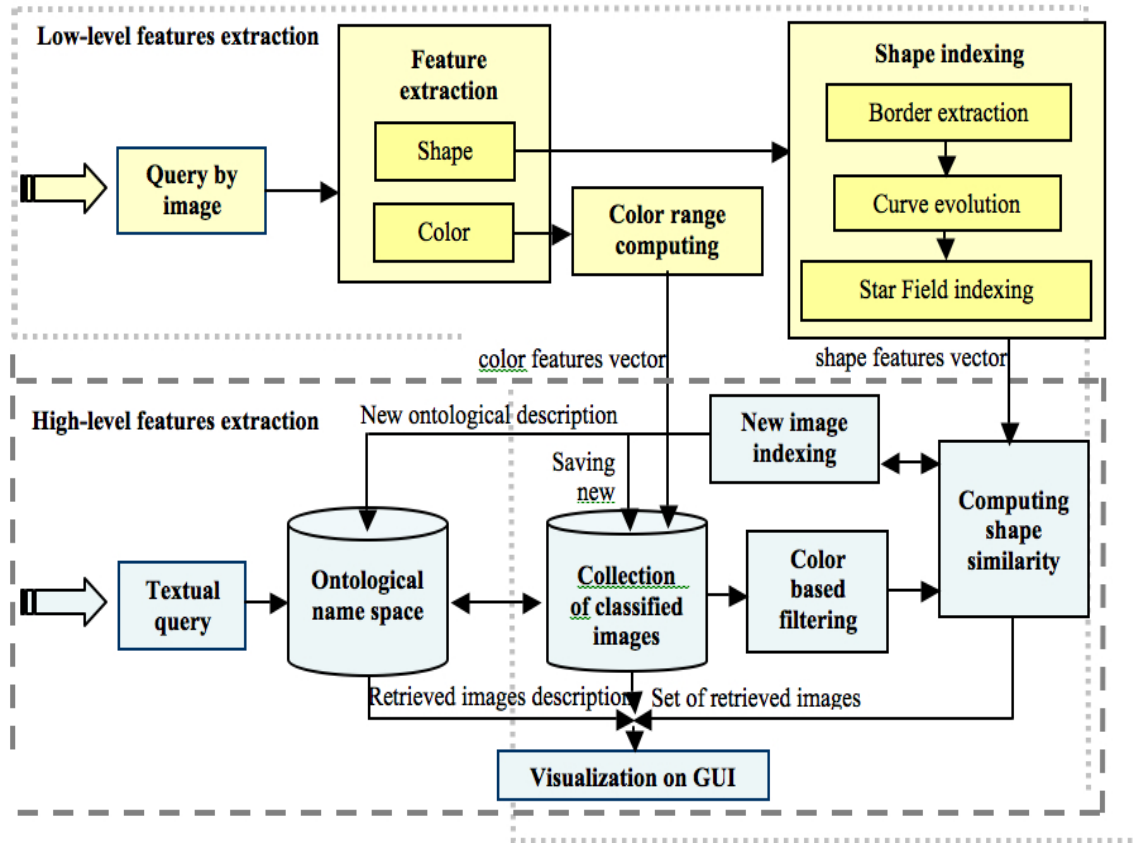 Low-level features extraction
Feature
extraction
Shape
Color
Query by
image
Color range
computing
Shape indexing
Border extraction
Curve evolution
Star Field indexing
color features vector
shape features vector
High-level features extraction
New ontological description
New image
indexing
Saving
new
Computing
shape
similarity
Textual
query
Ontological
name space
Collection
of classified
images
Color
based
filtering
Retrieved images description
Set of retrieved images
Visualization on GUI